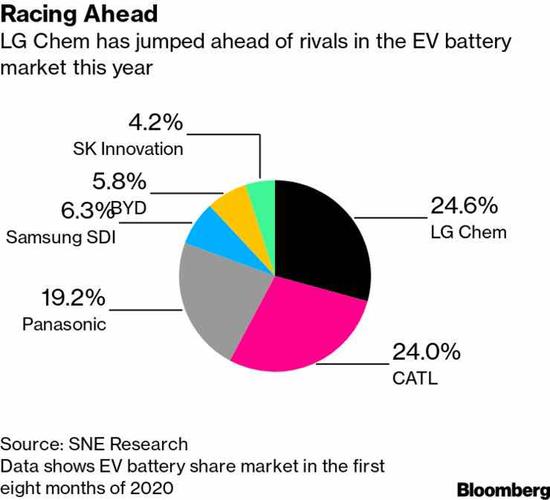 Racing Ahead
LG Chem has jumped ahead of rivals in the EV battery
market this year
4.2%
SK Innovation
5.8%
BYD
6.3%
Samsung SDI
19.2%
Panasonic
24.6%
LG Chem
24.0%
CATL
Source: SNE Research
Data shows EV battery share market in the first
eight months of 2020
Bloomberg